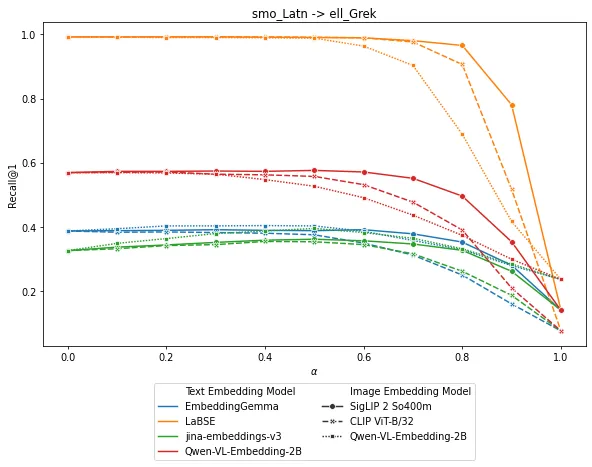 smo_Latn -> ell_Grek
Recall@1
1.0
0.8
0.6
0.4
0.2
0.0 0.2 0.4 0.6 0.8 1.0
α
Text Embedding Model
EmbeddingGemma
LaBSE
jina-embeddings-v3
Qwen-VL-Embedding-2B
Image Embedding Model
SigLIP 2 So400m
CLIP ViT-B/32
Qwen-VL-Embedding-2B